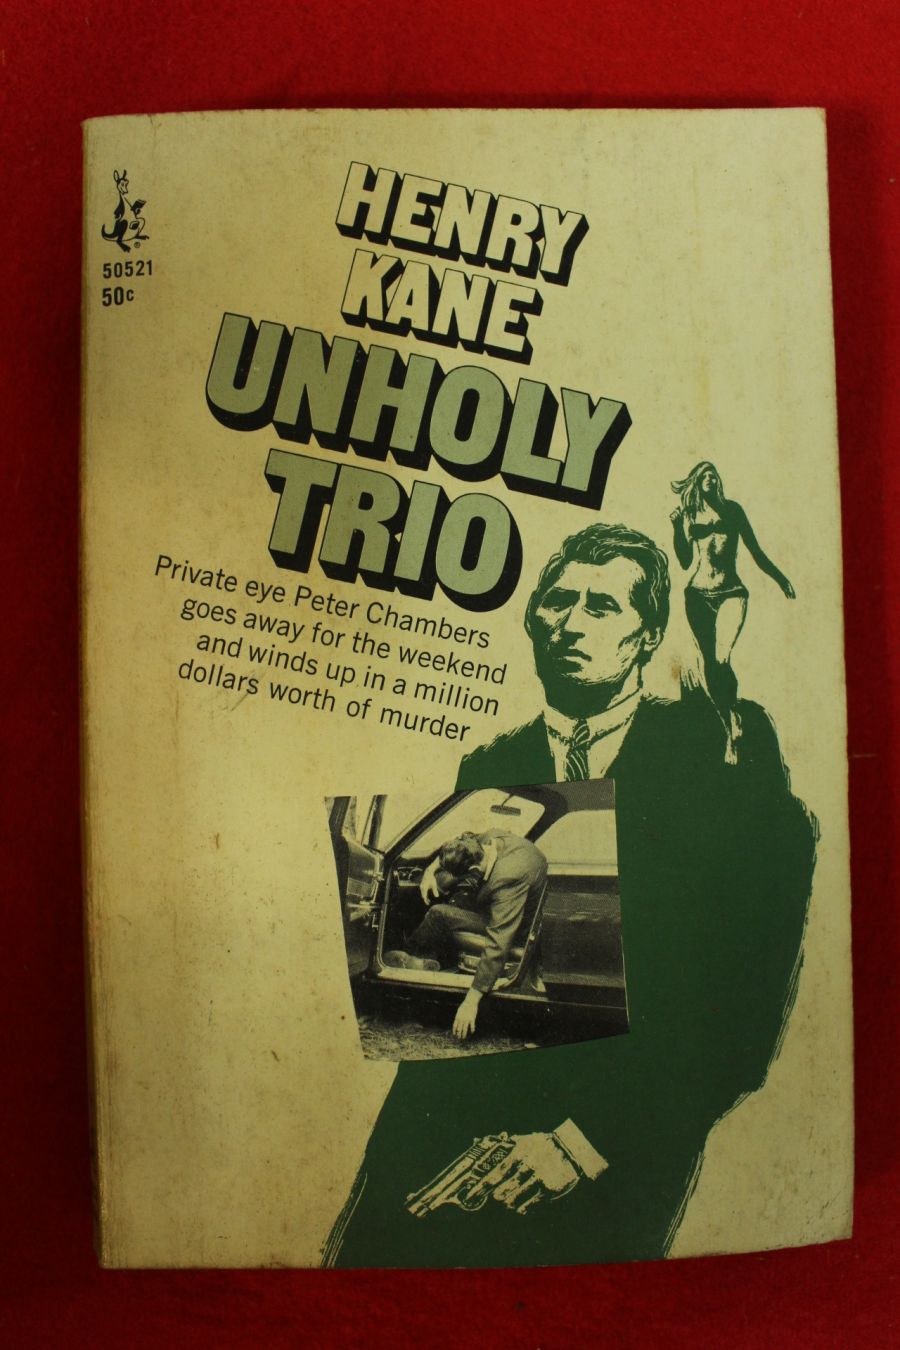 50521
50c
HENRY
KANE
UNHOLY
TRIO
Private eye Peter Chambers
goes away for the weekend
and winds up in a million
dollars worth of murder